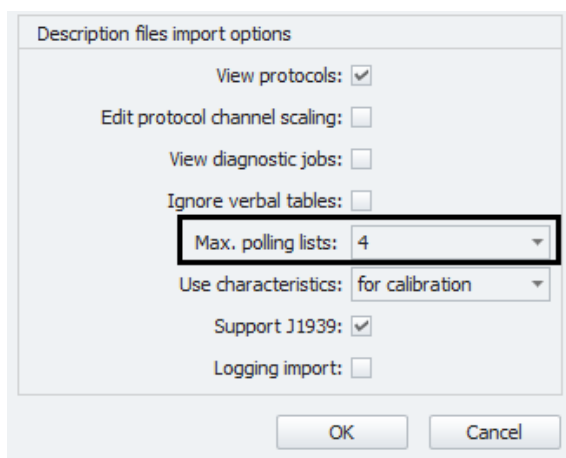 Description files import options
View protocols:
Edit protocol channel scaling:
View diagnostic jobs:
Ignore verbal tables:
Max. polling lists: 4
Use characteristics: for calibration
Support J1939:
Logging import:
OK Cancel